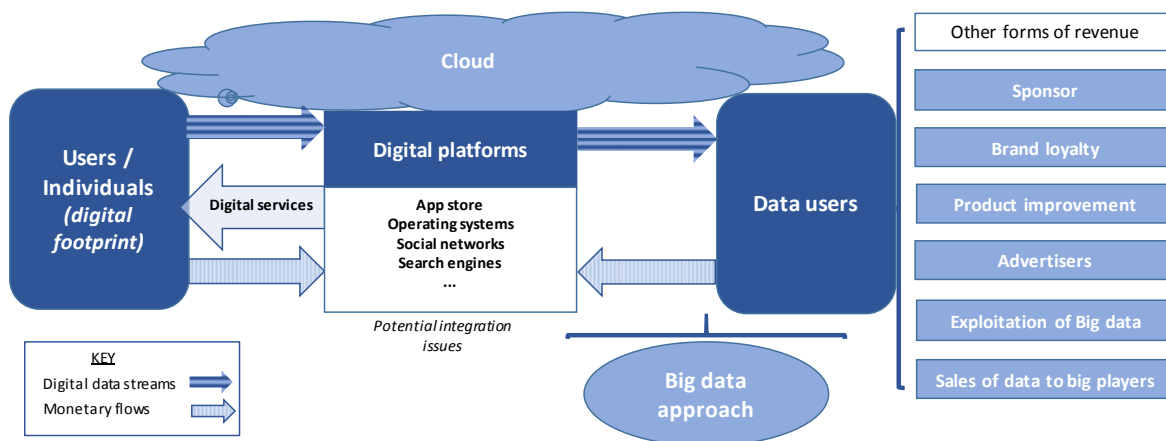 Cloud
Users /
Individuals
(digital
footprint)
Digital platforms
Digital services
App store
Operating systems
Social networks
Search engines
...
Potential integration
issues
Data users
Big data
approach
Other forms of revenue
Sponsor
Brand loyalty
Product improvement
Advertisers
Exploitation of Big data
Sales of data to big players
KEY
Digital data streams
Monetary flows